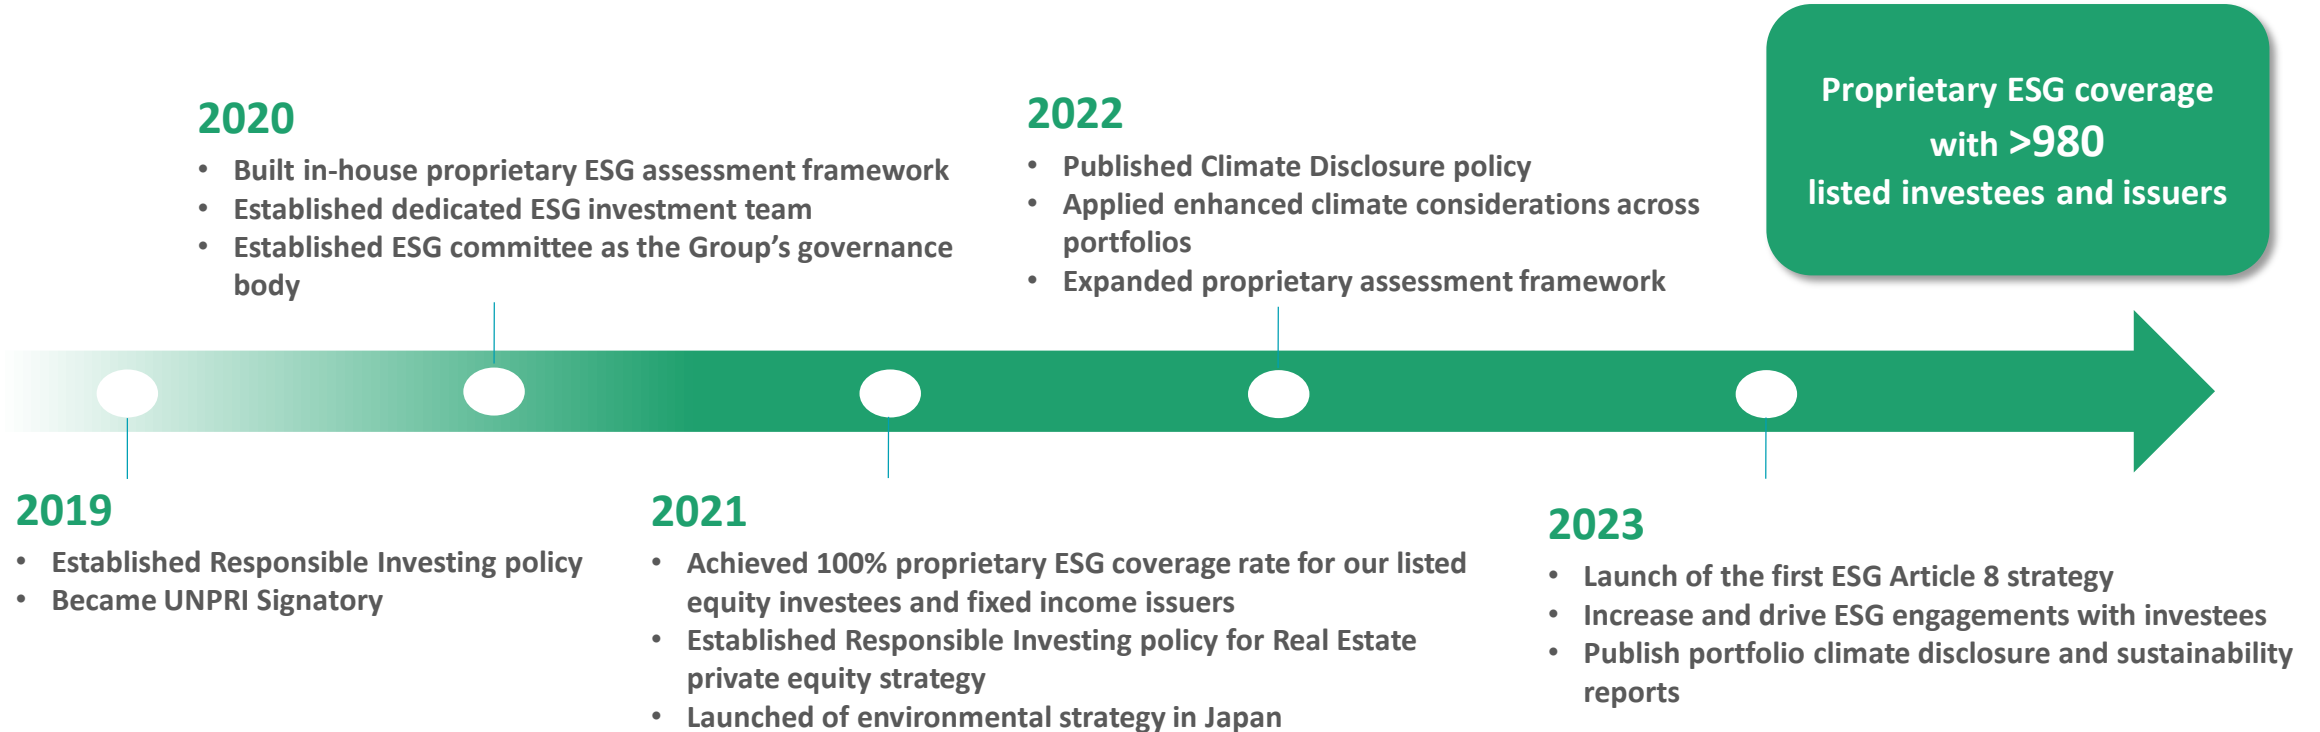 2019
• Established Responsible Investing policy
• Became UNPRI Signatory
2020
• Built in-house proprietary ESG assessment framework
• Established dedicated ESG investment team
• Established ESG committee as the Group’s governance
body
2021
• Achieved 100% proprietary ESG coverage rate for our listed
equity investees and fixed income issuers
• Established Responsible Investing policy for Real Estate
private equity strategy
• Launched of environmental strategy in Japan
2022
• Published Climate Disclosure policy
• Applied enhanced climate considerations across
portfolios
• Expanded proprietary assessment framework
2023
• Launch of the first ESG Article 8 strategy
• Increase and drive ESG engagements with investees
• Publish portfolio climate disclosure and sustainability
reports
Proprietary ESG coverage
with >980
listed investees and issuers